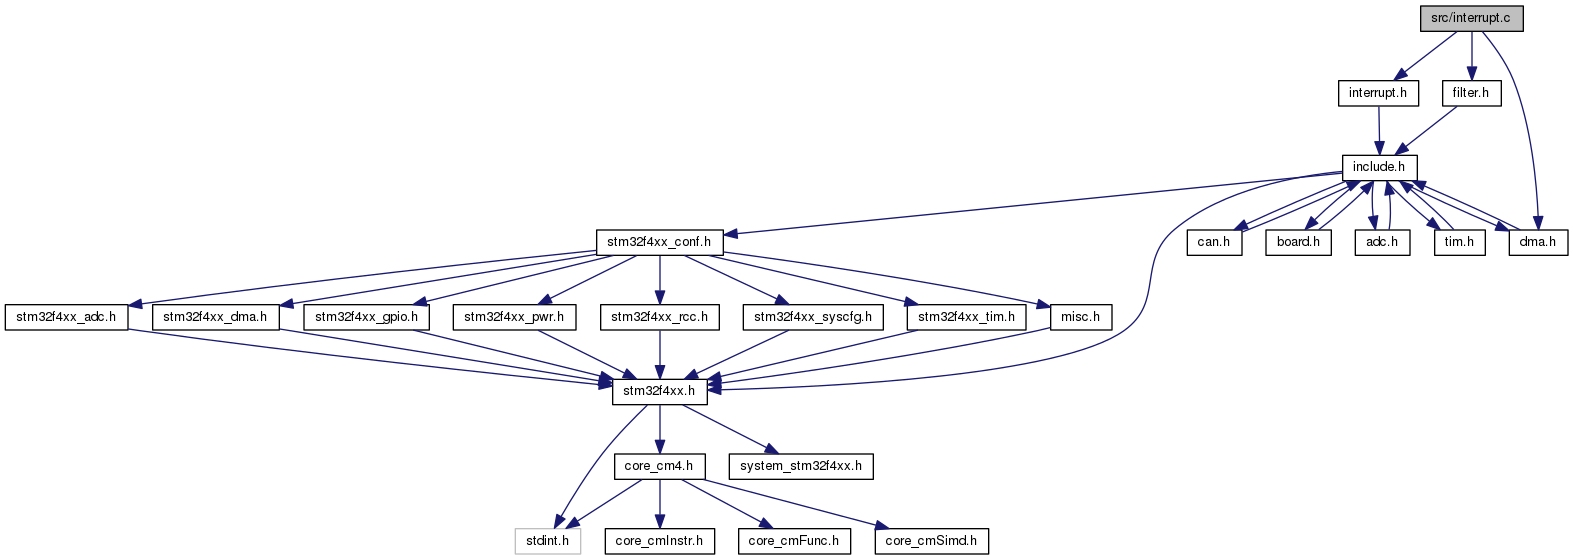 src/interrupt.c
interrupt.h
filter.h
include.h
stm32f4xx_conf.h
can.h
board.h
adc.h
tim.h
dma.h
stm32f4xx_adc.h
stm32f4xx_dma.h
stm32f4xx_gpio.h
stm32f4xx_pwr.h
stm32f4xx_rcc.h
stm32f4xx_syscfg.h
stm32f4xx_tim.h
misc.h
stm32f4xx.h
core_cm4.h
system_stm32f4xx.h
stdint.h
core_cmInstr.h
core_cmFunc.h
core_cmSimd.h